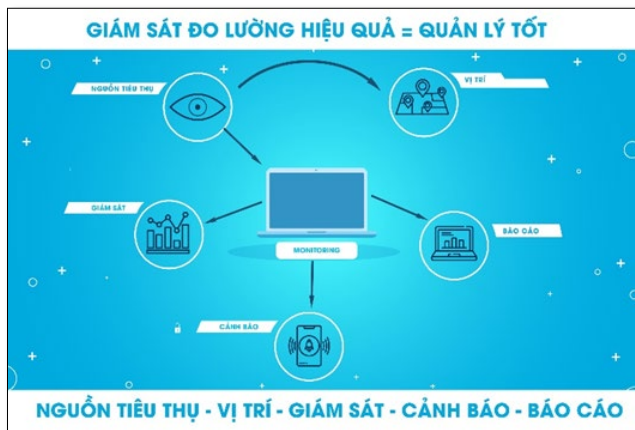 GIÁM SÁT ĐO LƯỜNG HIỆU QUẢ = QUẢN LÝ TỐT
NGUỒN TIÊU THỤ
VỊ TRÍ
GIÁM SÁT
BÁO CÁO
MONITORING
CẢNH BÁO
NGUỒN TIÊU THỤ - VỊ TRÍ - GIÁM SÁT - CẢNH BÁO - BÁO CÁO